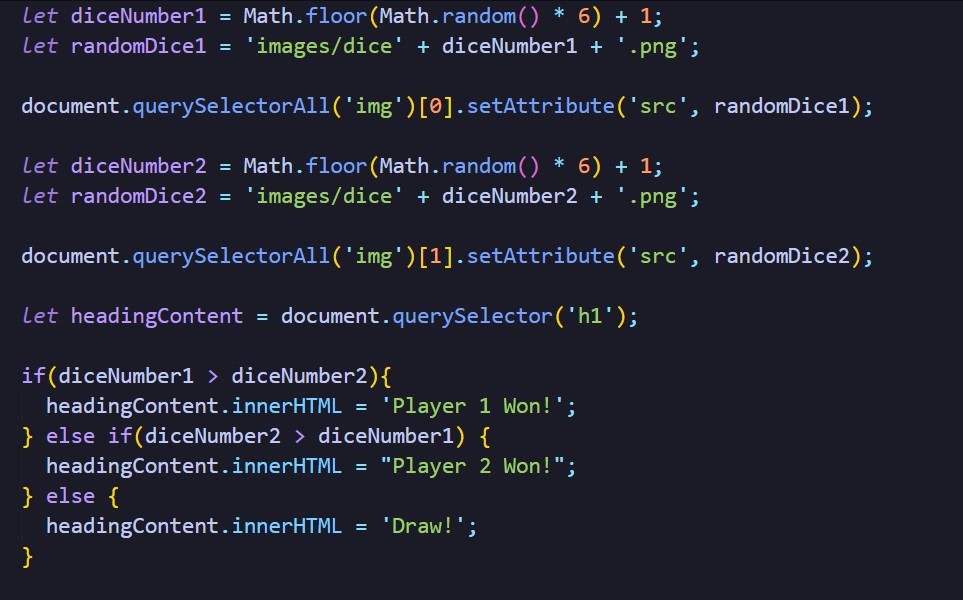 let diceNumber1 = Math.floor(Math.random() * 6) + 1;
let randomDice1 = 'images/dice' + diceNumber1 + '.png';
document.querySelectorAll('img')[0].setAttribute('src', randomDice1);
let diceNumber2 = Math.floor(Math.random() * 6) + 1;
let randomDice2 = 'images/dice' + diceNumber2 + '.png';
document.querySelectorAll('img')[1].setAttribute('src', randomDice2);
let headingContent = document.querySelector('h1');
if(diceNumber1 > diceNumber2){
  headingContent.innerHTML = 'Player 1 Won!';
} else if(diceNumber2 > diceNumber1) {
  headingContent.innerHTML = "Player 2 Won!";
} else {
  headingContent.innerHTML = 'Draw!';
}